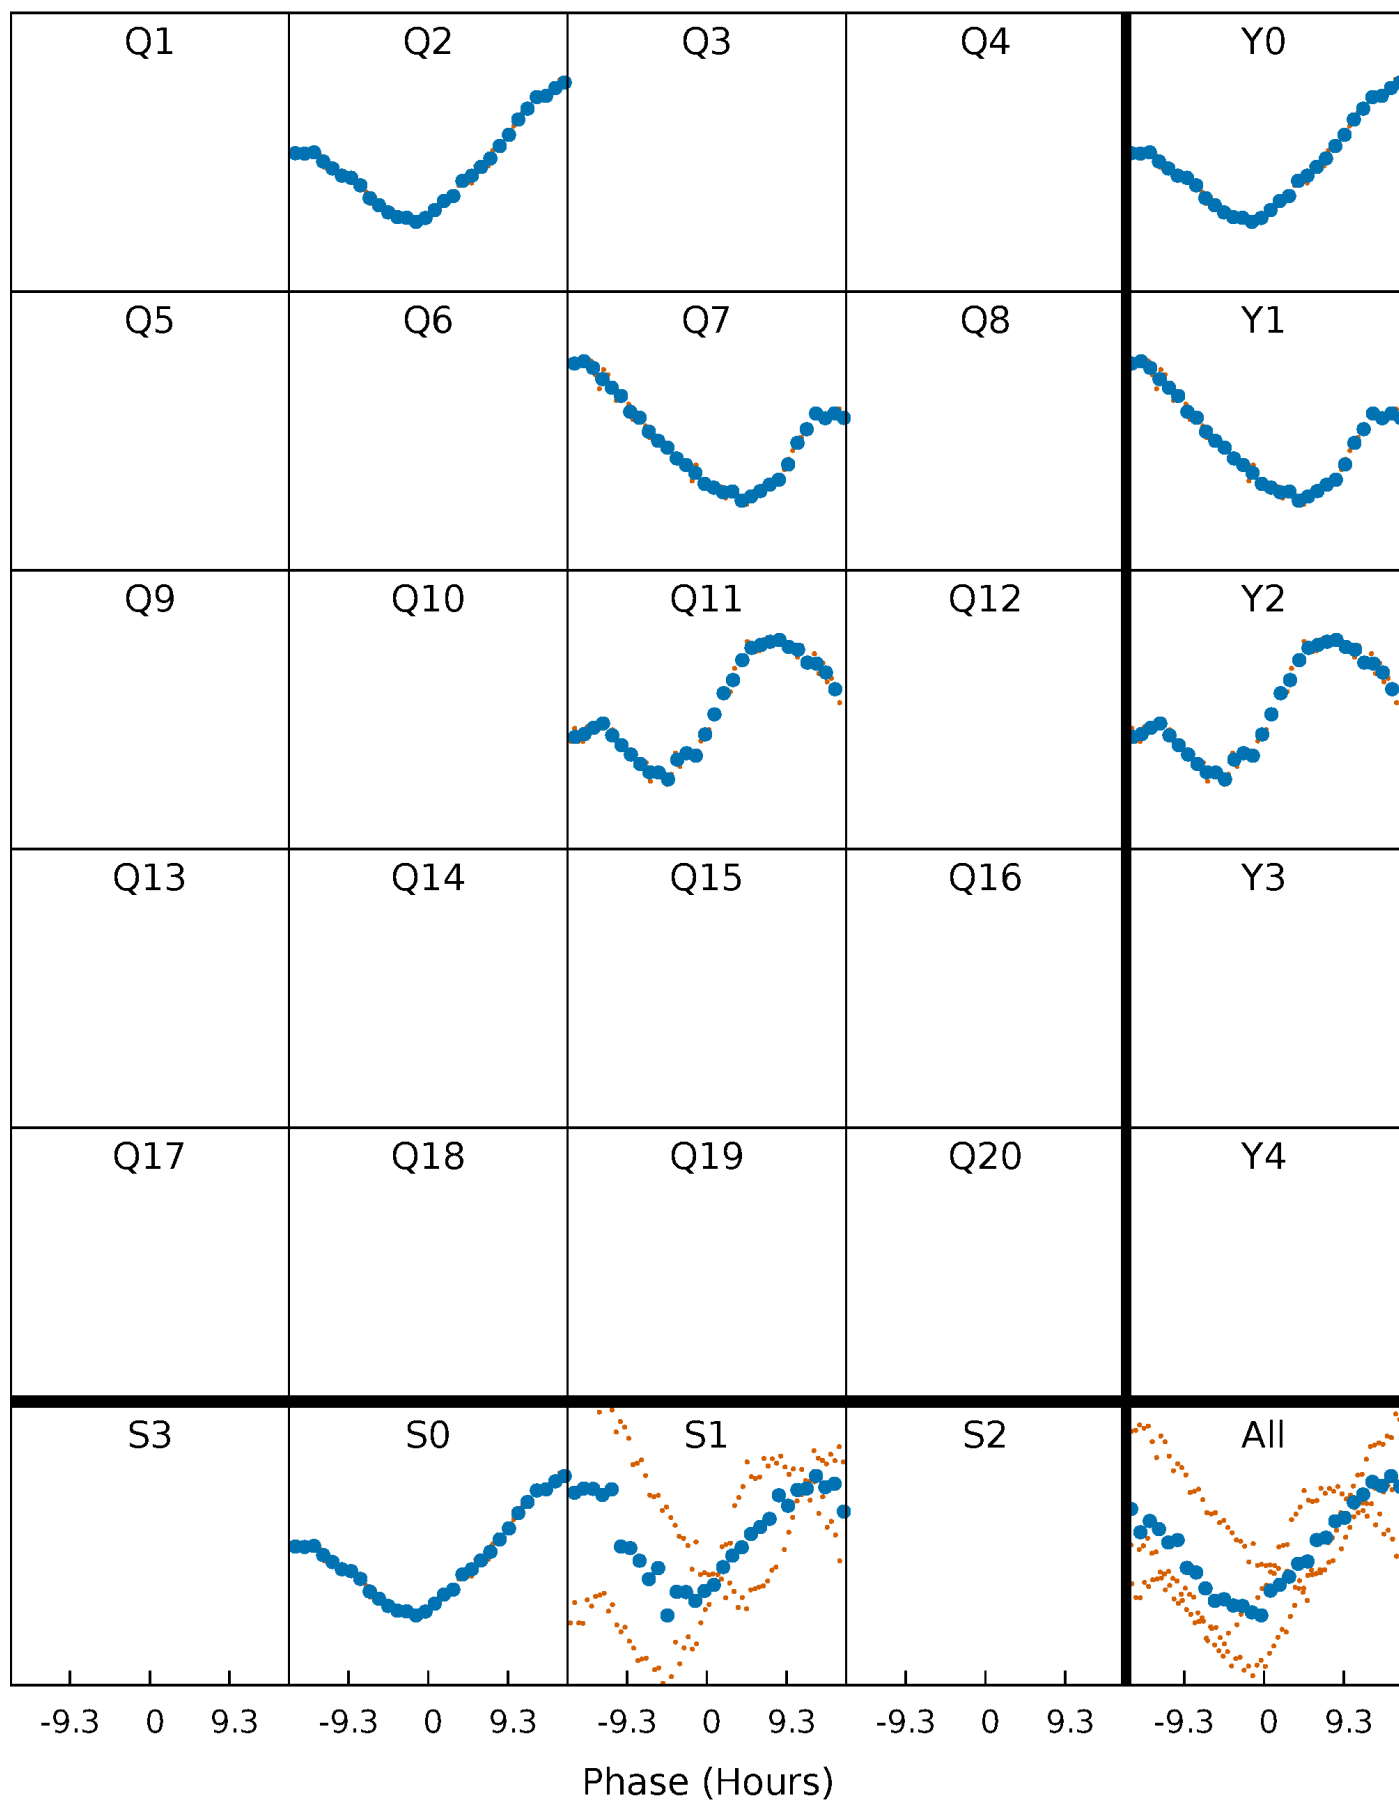 Q1 Q2 Q3 Q4 Y0
Q5 Q6 Q7 Q8 Y1
Q9 Q10 Q11 Q12 Y2
Q13 Q14 Q15 Q16 Y3
Q17 Q18 Q19 Q20 Y4
S3 S0 S1 S2 All
-9.3 0 9.3 -9.3 0 9.3 -9.3 0 9.3 -9.3 0 9.3 -9.3 0 9.3
Phase (Hours)